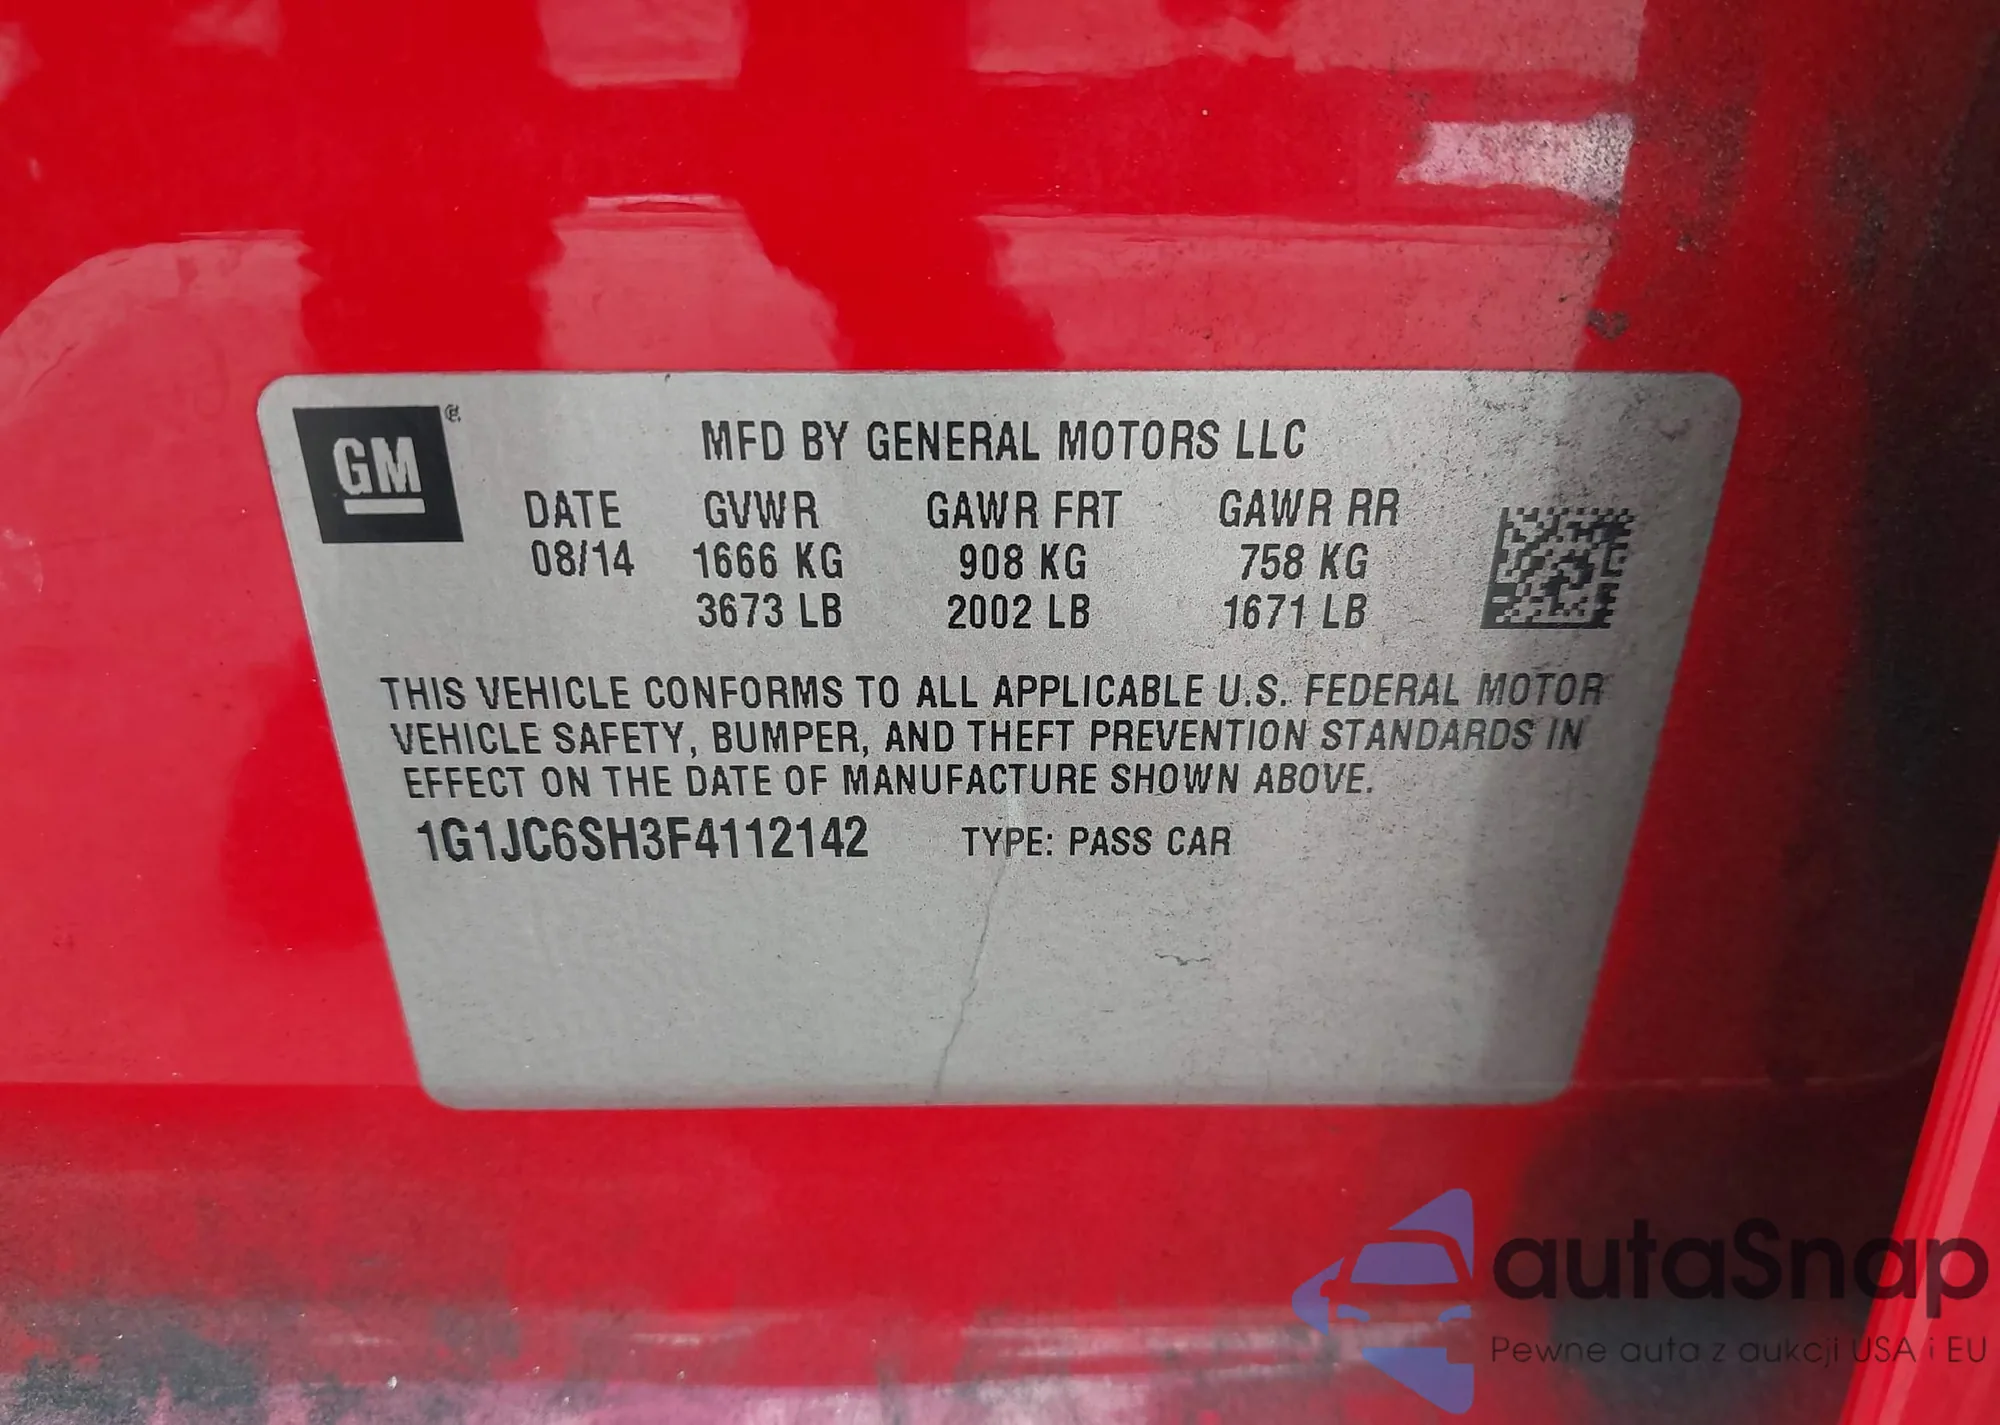 GM
MFD BY GENERAL MOTORS LLC
DATE GVWR GAWR FRT GAWR RR
08/14 1666 KG 908 KG 758 KG
3673 LB 2002 LB 1671 LB
THIS VEHICLE CONFORMS TO ALL APPLICABLE U.S. FEDERAL MOTOR
VEHICLE SAFETY, BUMPER, AND THEFT PREVENTION STANDARDS IN
EFFECT ON THE DATE OF MANUFACTURE SHOWN ABOVE.
1G1JC6SH3F4112142 TYPE: PASS CAR
autaSnap
Pewne auta z aukcji USA i EU